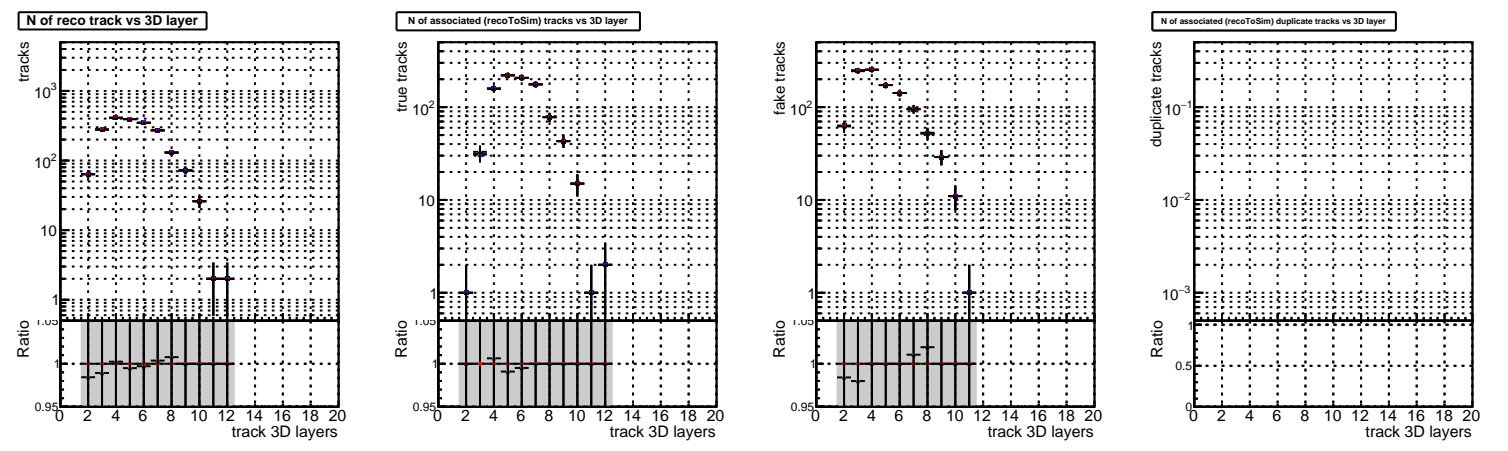 N of reco track vs 3D layer
tracks
10³
10²
10
1
Ratio
1.05
1
0.95
0 2 4 6 8 10 12 14 16 18 20
track 3D layers
N of associated (recoToSim) tracks vs 3D layer
true tracks
10²
10
1
Ratio
1.05
1
0.95
0 2 4 6 8 10 12 14 16 18 20
track 3D layers
fake tracks
10²
10
1
Ratio
1.05
1
0.95
0 2 4 6 8 10 12 14 16 18 20
track 3D layers
N of associated (recoToSim) duplicate tracks vs 3D layer
duplicate tracks
10⁻¹
10⁻²
10⁻³
Ratio
1
0.5
0
0 2 4 6 8 10 12 14 16 18 20
track 3D layers